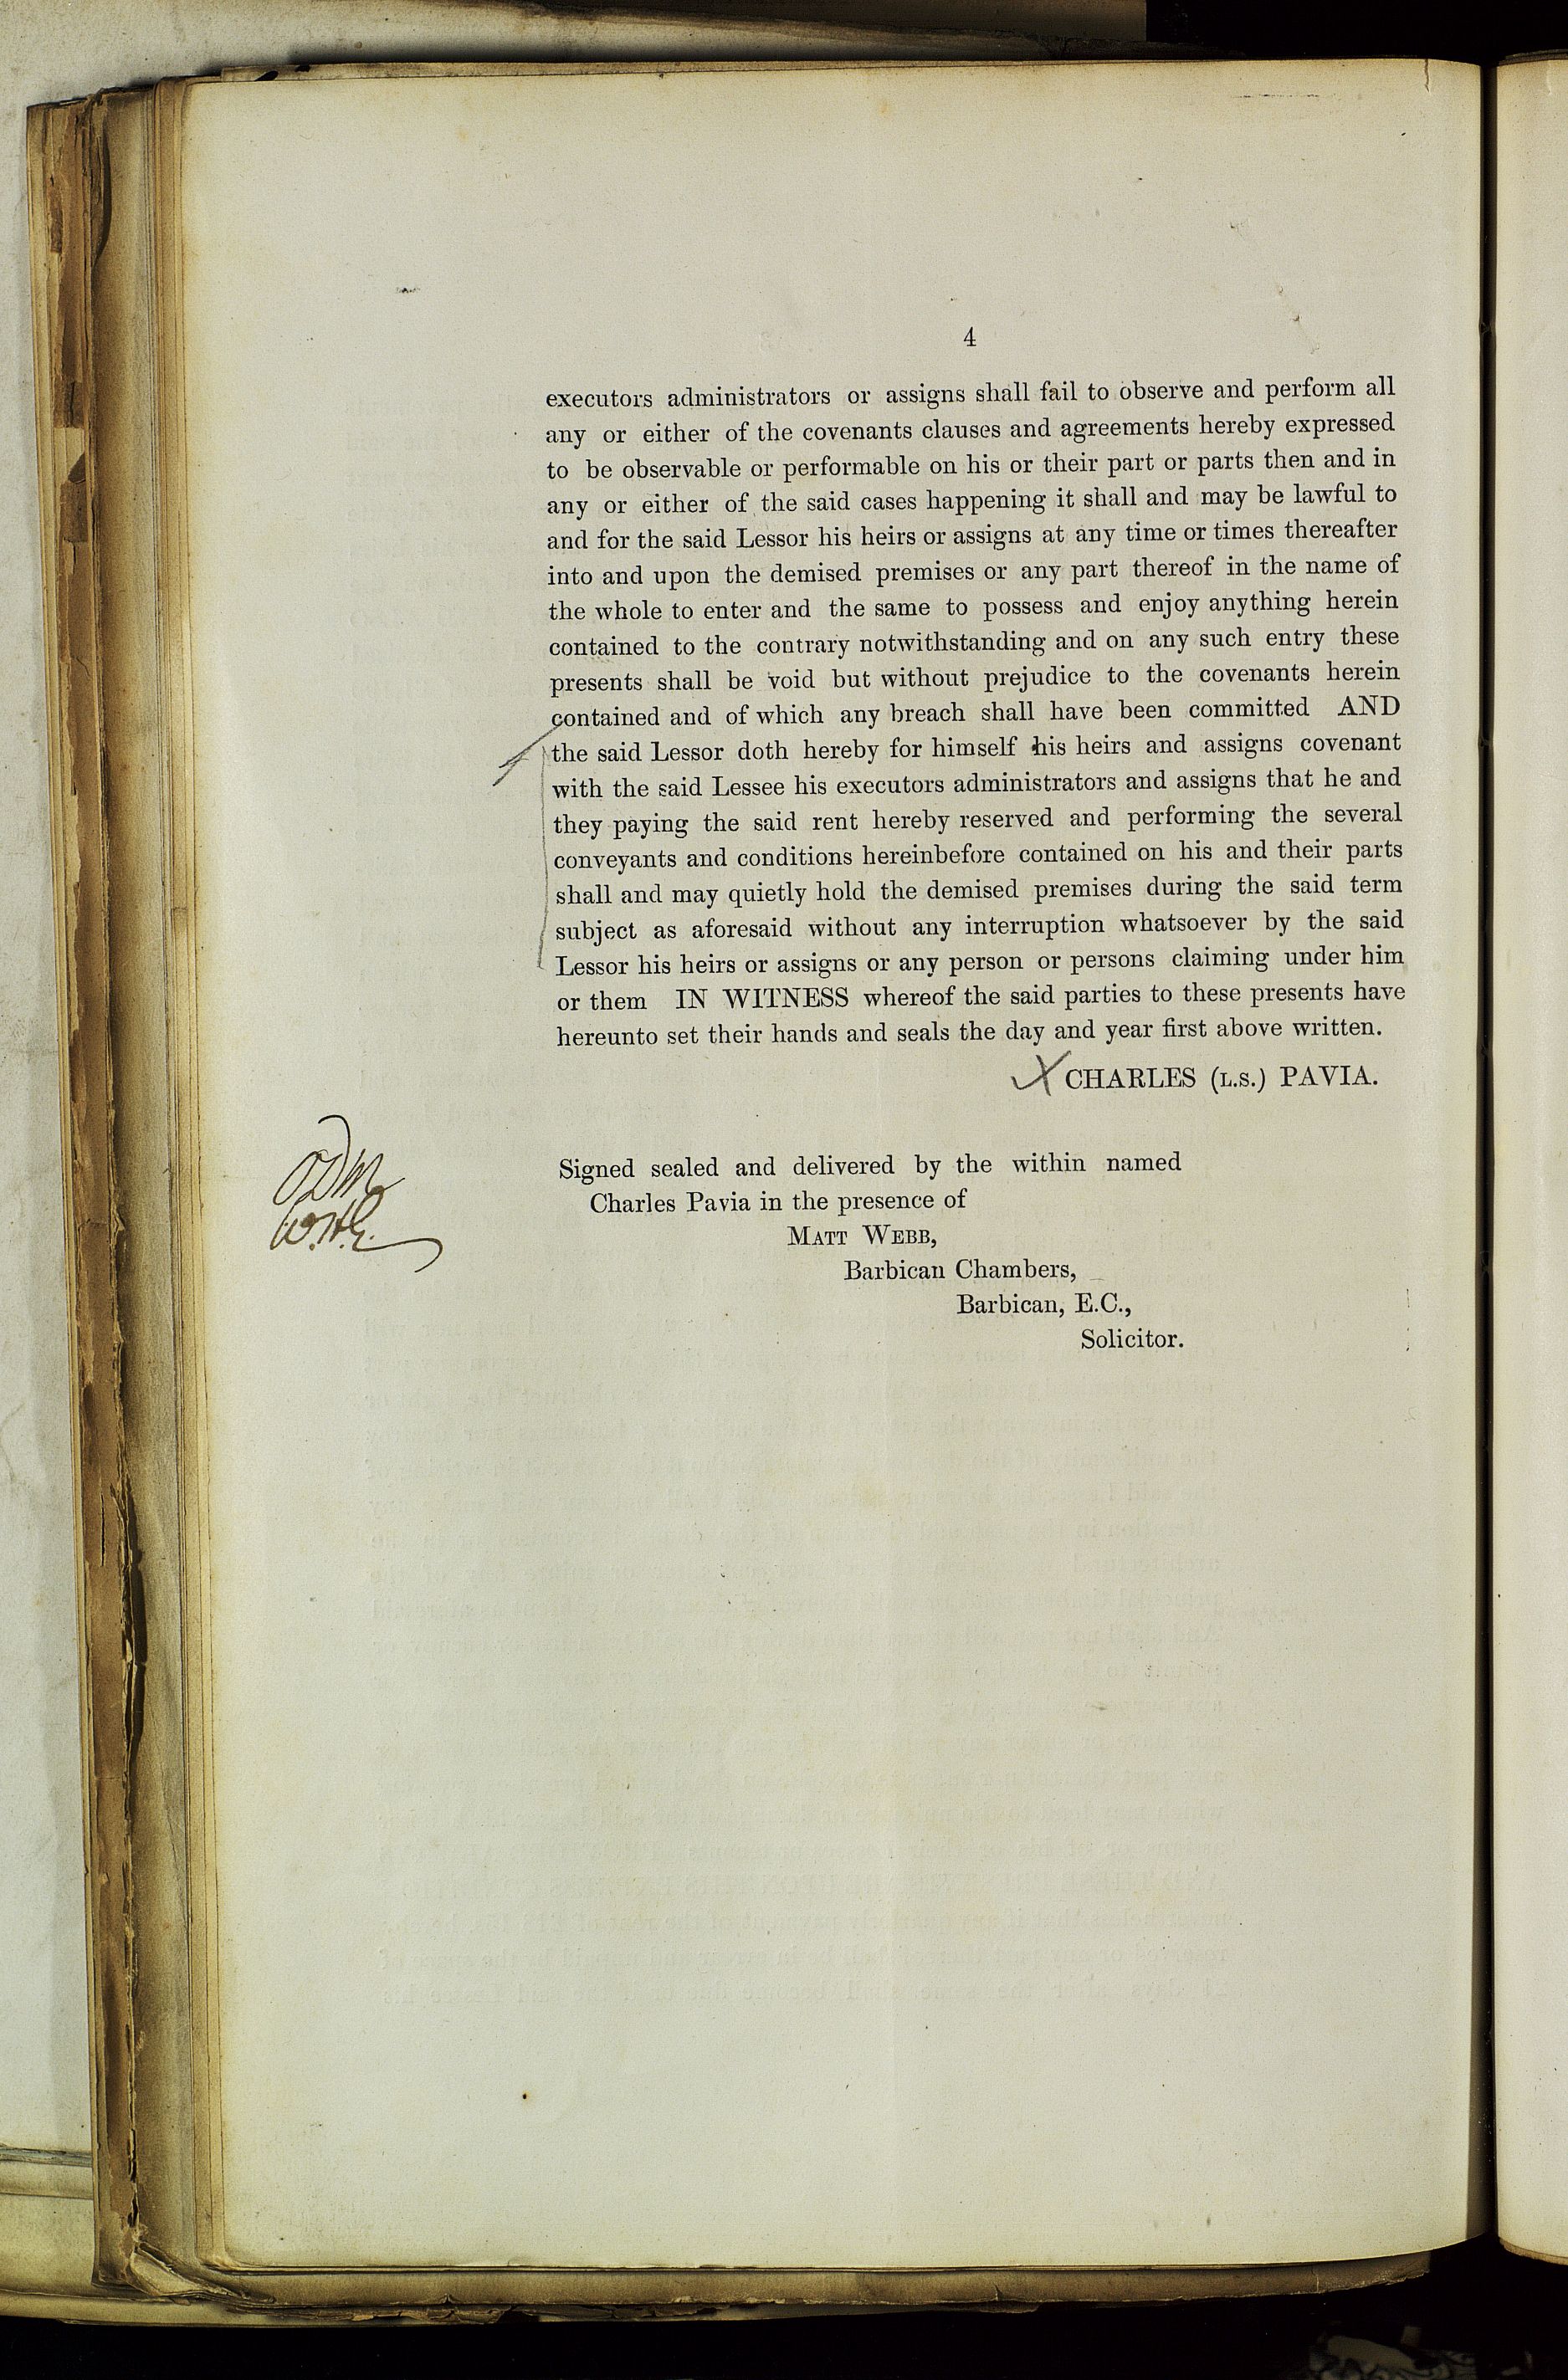 4
executors administrators or assigns shall fail to observe and perform all
any or either of the covenants clauses and agreements hereby expressed
to be observable or performable on his or their part or parts then and in
any or either of the said cases happening it shall and may be lawful to
and for the said Lessor his heirs or assigns at any time or times thereafter
into and upon the demised premises or any part thereof in the name of
the whole to enter and the same to possess and enjoy anything herein
contained to the contrary notwithstanding and on any such entry these
presents shall be void but without prejudice to the covenants herein
contained and of which any breach shall have been committed AND
the said Lessor doth hereby for himself his heirs and assigns covenant
with the said Lessee his executors administrators and assigns that he and
they paying the said rent hereby reserved and performing the several
conveyants and conditions hereinbefore contained on his and their parts
shall and may quietly hold the demised premises during the said term
subject as aforesaid without any interruption whatsoever by the said
Lessor his heirs or assigns or any person or persons claiming under him
or them IN WITNESS whereof the said parties to these presents have
hereunto set their hands and seals the day and year first above written.
CHARLES (L.S.) PAVIA.
Signed sealed and delivered by the within named
Charles Pavia in the presence of
MATT WEBB,
Barbican Chambers,
Barbican, E.C.,
Solicitor.